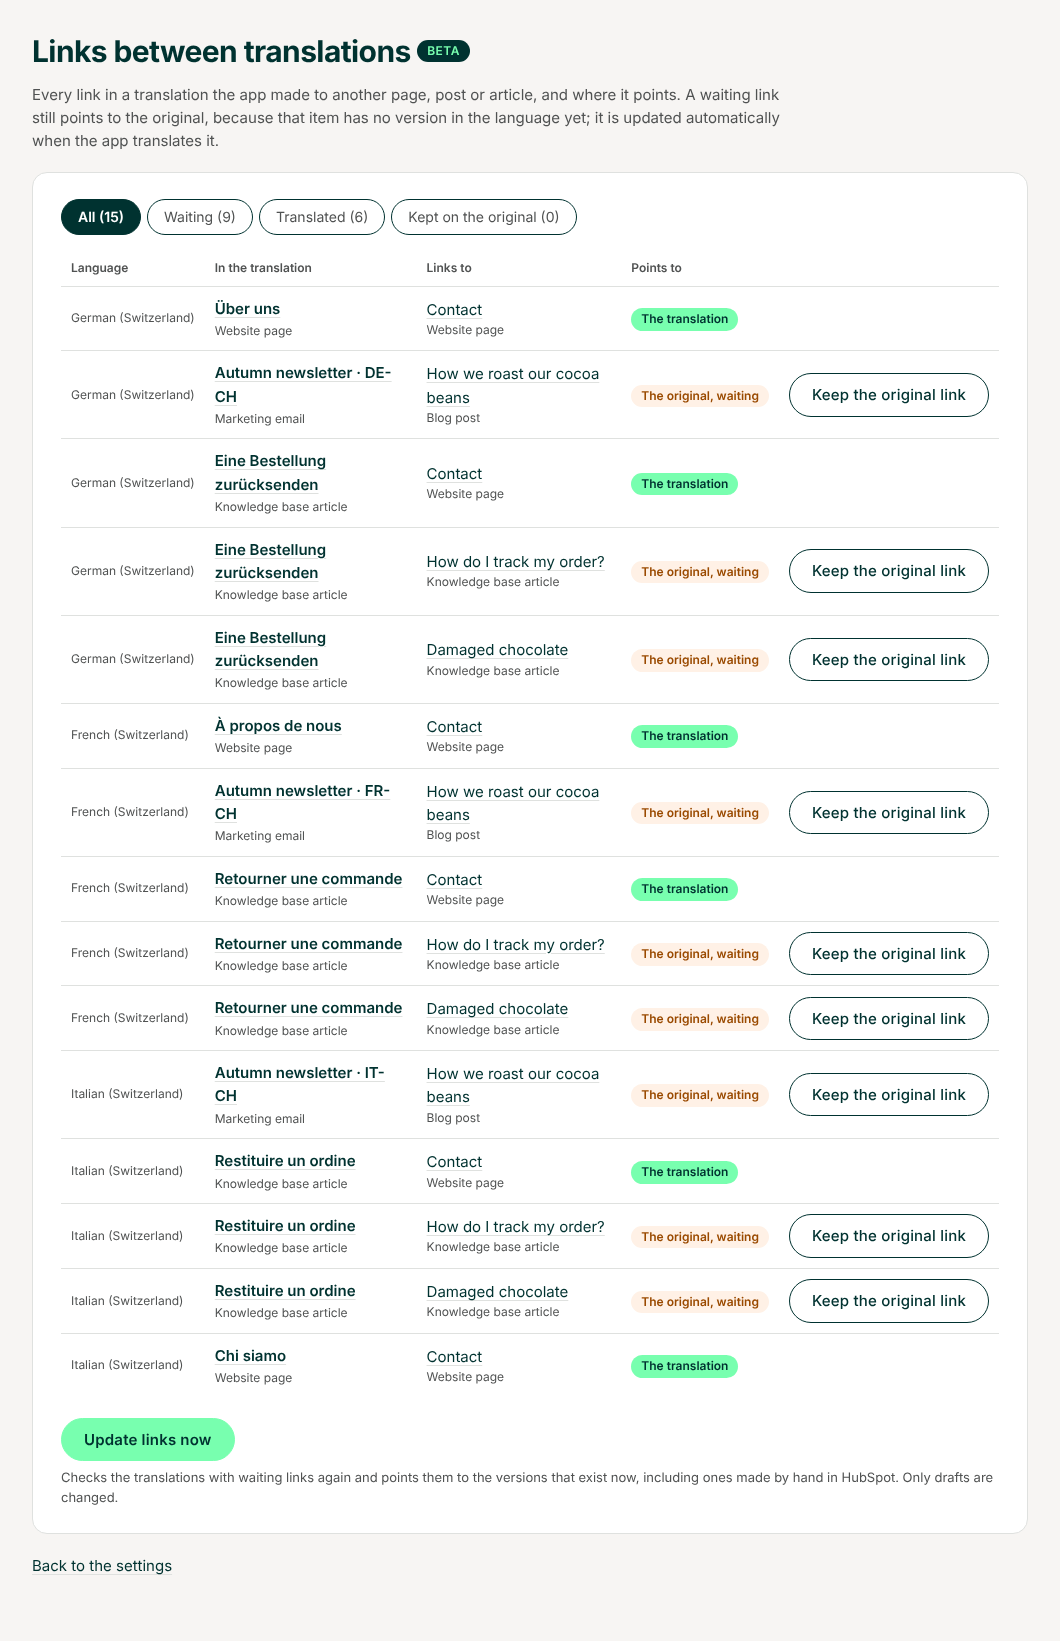 Links between translations BETA
Every link in a translation the app made to another page, post or article, and where it points. A waiting link
still points to the original, because that item has no version in the language yet; it is updated automatically
when the app translates it.
All (15) Waiting (9) Translated (6) Kept on the original (0)
Language In the translation Links to Points to
German (Switzerland) Über uns Contact The translation
Website page Website page
German (Switzerland) Autumn newsletter · DE- How we roast our cocoa The original, waiting Keep the original link
CH beans
Marketing email Blog post
German (Switzerland) Eine Bestellung Contact The translation
zurücksenden Website page
Knowledge base article
German (Switzerland) Eine Bestellung How do I track my order? The original, waiting Keep the original link
zurücksenden Knowledge base article
Knowledge base article
German (Switzerland) Eine Bestellung Damaged chocolate The original, waiting Keep the original link
zurücksenden Knowledge base article
Knowledge base article
French (Switzerland) À propos de nous Contact The translation
Website page Website page
French (Switzerland) Autumn newsletter · FR- How we roast our cocoa The original, waiting Keep the original link
CH beans
Marketing email Blog post
French (Switzerland) Retourner une commande Contact The translation
Knowledge base article Website page
French (Switzerland) Retourner une commande How do I track my order? The original, waiting Keep the original link
Knowledge base article Knowledge base article
French (Switzerland) Retourner une commande Damaged chocolate The original, waiting Keep the original link
Knowledge base article Knowledge base article
Italian (Switzerland) Autumn newsletter · IT- How we roast our cocoa The original, waiting Keep the original link
CH beans
Marketing email Blog post
Italian (Switzerland) Restituire un ordine Contact The translation
Knowledge base article Website page
Italian (Switzerland) Restituire un ordine How do I track my order? The original, waiting Keep the original link
Knowledge base article Knowledge base article
Italian (Switzerland) Restituire un ordine Damaged chocolate The original, waiting Keep the original link
Knowledge base article Knowledge base article
Italian (Switzerland) Chi siamo Contact The translation
Website page Website page
Update links now
Checks the translations with waiting links again and points them to the versions that exist now, including ones made by hand in HubSpot. Only drafts are
changed.
Back to the settings